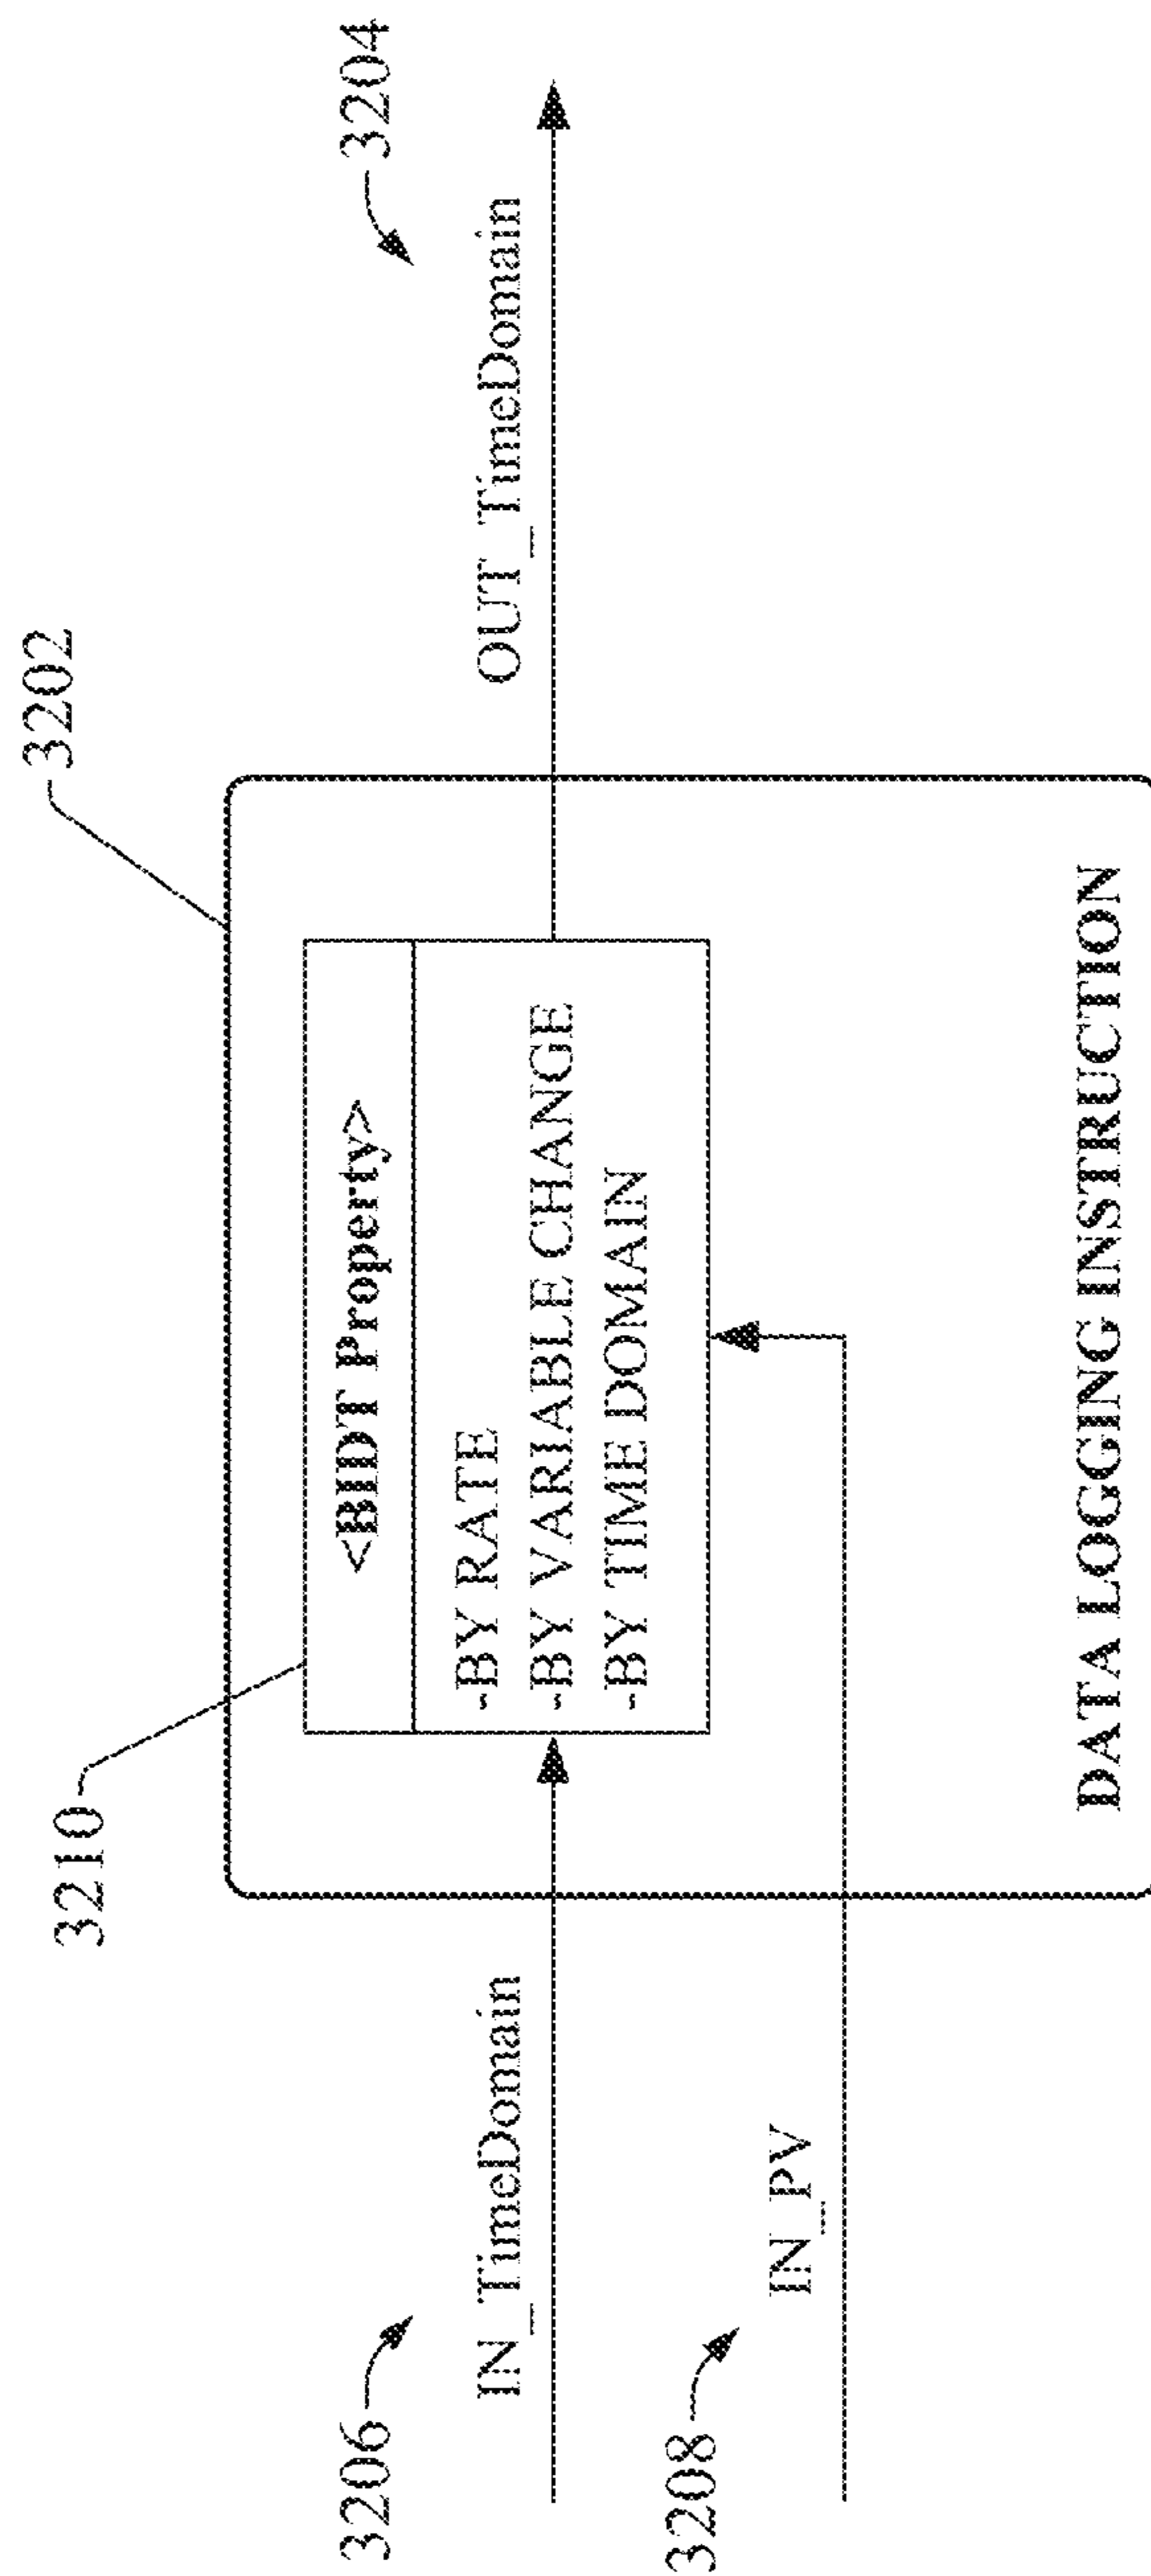 3202
3210
3204
3206
<BIDT Property>
IN_TimeDomain
-BY RATE
OUT_TimeDomain
-BY VARIABLE CHANGE
-BY TIME DOMAIN
3208
IN_PV
DATA LOGGING INSTRUCTION